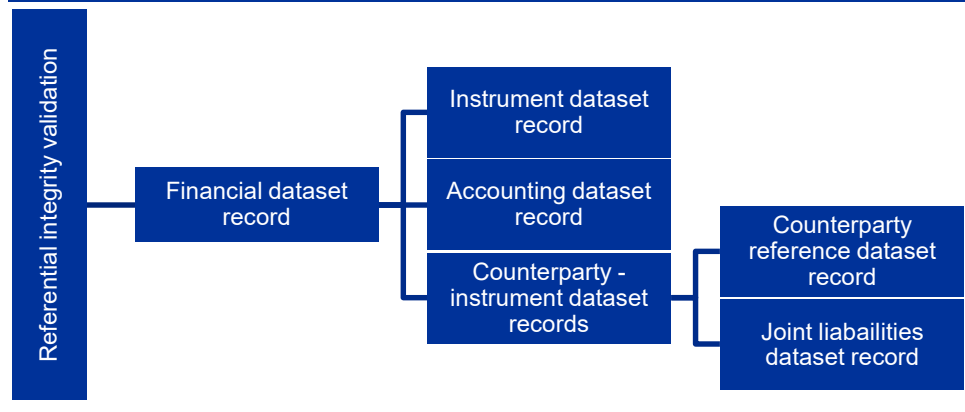 Referential integrity validation
Financial dataset
record
Instrument dataset
record
Accounting dataset
record
Counterparty -
instrument dataset
records
Counterparty
reference dataset
record
Joint liabailities
dataset record